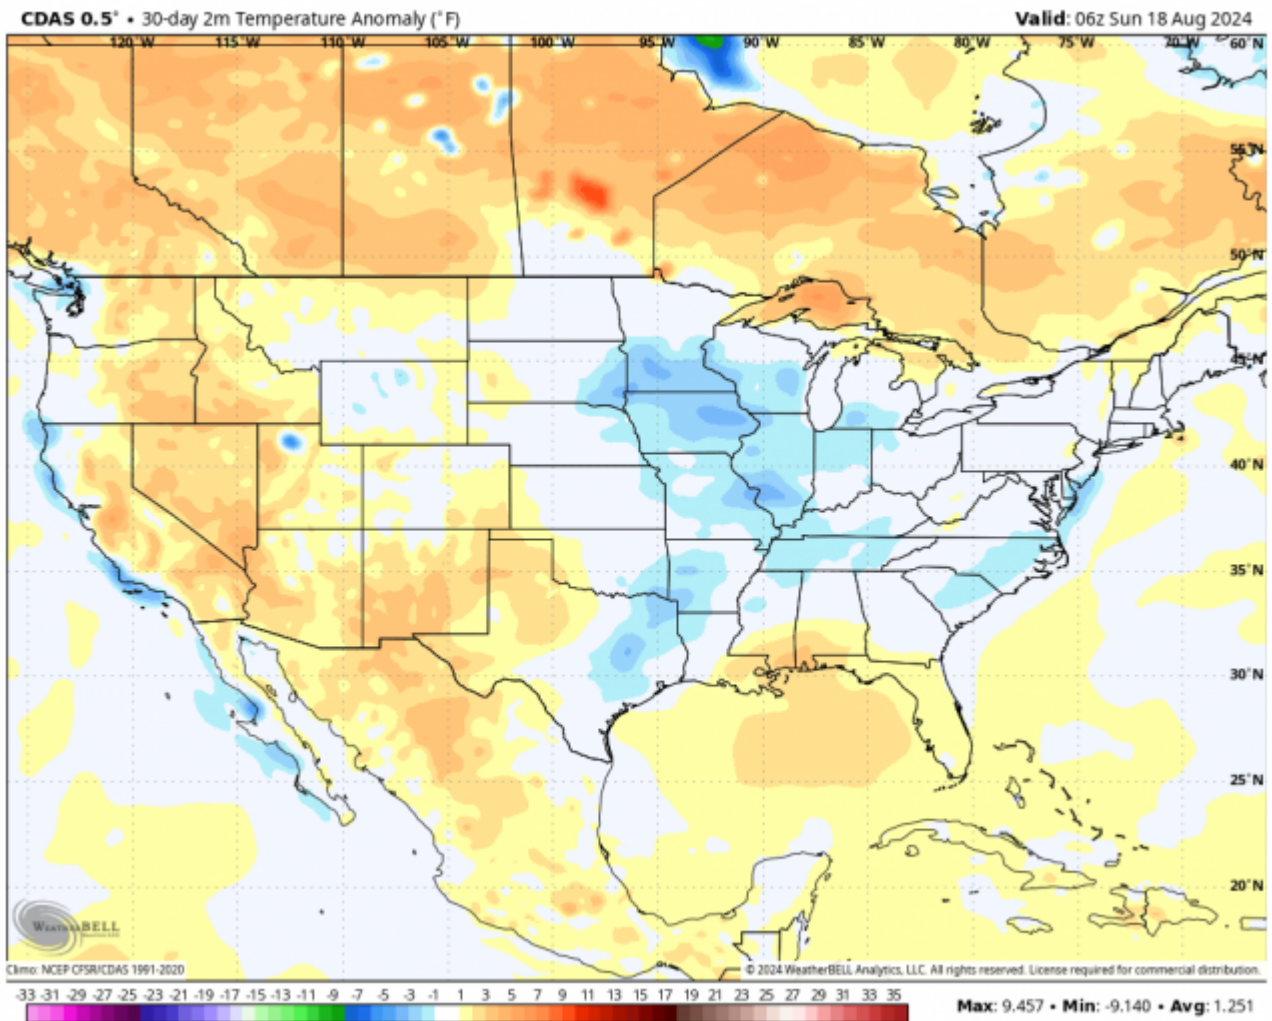 CDAS 0.5° • 30-day 2m Temperature Anomaly (°F)
Valid: 06z Sun 18 Aug 2024
120°W 115°W 110°W 105°W 100°W 95°W 90°W 85°W 80°W 75°W 70°W 60°N
55°N
50°N
45°N
40°N
35°N
30°N
25°N
20°N
WEATHERBELL
Climo: NCEP CFSR/CDAS 1991-2020
© 2024 WeatherBELL Analytics, LLC. All rights reserved. License required for commercial distribution.
-33 -31 -29 -27 -25 -23 -21 -19 -17 -15 -13 -11 -9 -7 -5 -3 -1 1 3 5 7 9 11 13 15 17 19 21 23 25 27 29 31 33 35
Max: 9.457 • Min: -9.140 • Avg: 1.251